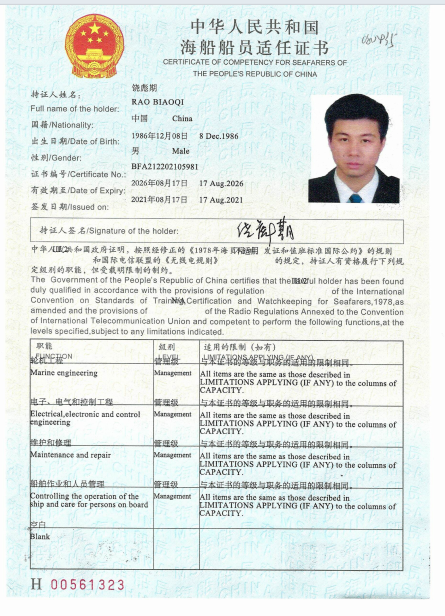 中华人民共和国
海船船员适任证书
CERTIFICATE OF COMPETENCY FOR SEAFARERS OF
THE PEOPLE'S REPUBLIC OF CHINA
持证人姓名: 饶彪期
Full name of the holder: RAO BIAOQI
国籍/Nationality: 中国 China
出生日期/Date of Birth: 1986年12月08日 8 Dec.1986
性别/Gender: 男 Male
证书编号/Certificate No.: BFA212202105981
有效期至/Date of Expiry: 2026年08月17日 17 Aug.2026
签发日期/Issued on: 2021年08月17日 17 Aug.2021
持证人签名/Signature of the holder:
中华人民共和国政府证明,按照经修正的《1978年海员培训、发证和值班标准国际公约》的规则
和国际电信联盟的《无线电规则》 的规定,持证人有资格履行下列规
定级别的职能,但受载明限制的制约。
The Government of the People's Republic of China certifies that the lawful holder has been found
duly qualified in accordance with the provisions of regulation of the International
Convention on Standards of Training,Certification and Watchkeeping for Seafarers,1978,as
amended and the provisions of of the Radio Regulations Annexed to the Convention
of International Telecommunication Union and competent to perform the following functions,at the
levels specified,subject to any limitations indicated.
职能 级别 适用的限制(如有)
FUNCTION LEVEL LIMITATIONS APPLYING (IF ANY)
轮机工程 管理级 与本证书的等级与职务的适用的限制相同。
Marine engineering Management All items are the same as those described in
LIMITATIONS APPLYING (IF ANY) to the columns of
CAPACITY.
电子、电气和控制工程 管理级 与本证书的等级与职务的适用的限制相同。
Electrical,electronic and control Management All items are the same as those described in
engineering LIMITATIONS APPLYING (IF ANY) to the columns of
CAPACITY.
维护和修理 管理级 与本证书的等级与职务的适用的限制相同。
Maintenance and repair Management All items are the same as those described in
LIMITATIONS APPLYING (IF ANY) to the columns of
CAPACITY.
船舶作业和人员管理 管理级 与本证书的等级与职务的适用的限制相同。
Controlling the operation of the Management All items are the same as those described in
ship and care for persons on board LIMITATIONS APPLYING (IF ANY) to the columns of
CAPACITY.
空白
Blank
H 00561323